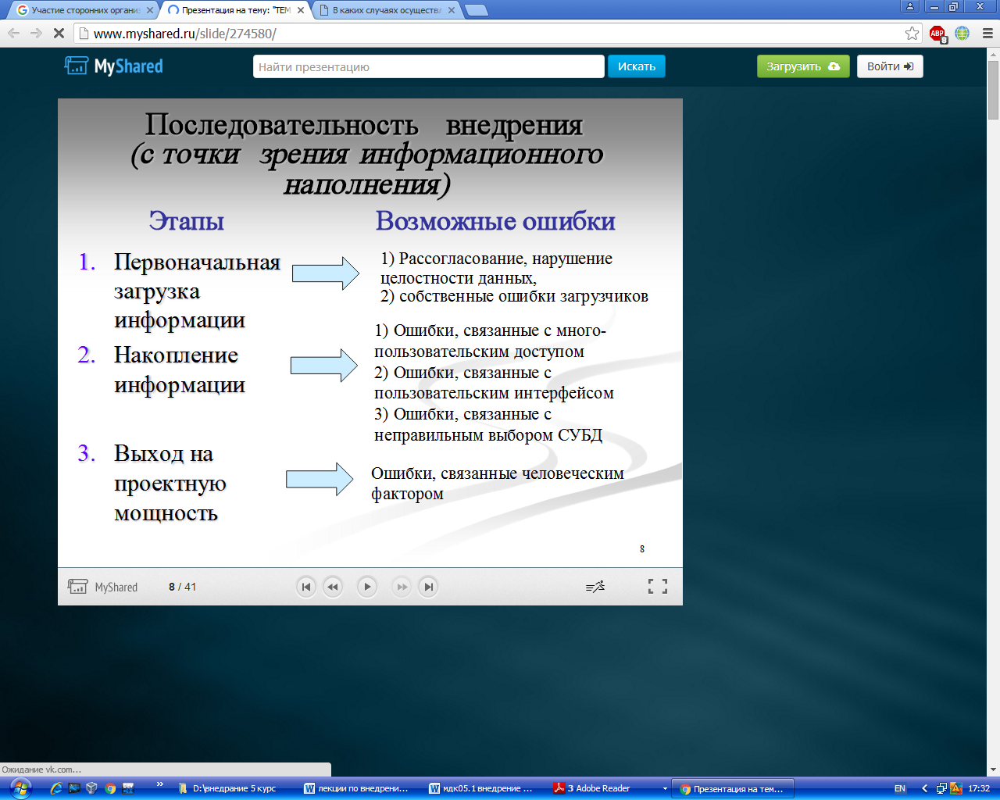 Участие сторонних органи:
Презентация на тему: "ТЕМ
В каких случаях осуществл
www.myshared.ru/slide/274580/
ABP
8
MyShared
Найти презентацию
Искать
Загрузить
Войти
Последовательность внедрения
(с точки зрения информационного
наполнения)
Этапы
Возможные ошибки
1. Первоначальная
загрузка
информации
1) Рассогласование, нарушение
целостности данных,
2) собственные ошибки загрузчиков
2. Накопление
информации
1) Ошибки, связанные с много-
пользовательским доступом
2) Ошибки, связанные с
пользовательским интерфейсом
3) Ошибки, связанные с
неправильным выбором СУБД
3. Выход на
проектную
мощность
Ошибки, связанные человеческим
фактором
8
MyShared
8 / 41
Ожидание vk.com...
D:\внедрание 5 курс
лекции по внедрени...
мдк05.1 внедрение ...
3 Adobe Reader
Презентация на тем...
EN
17:32